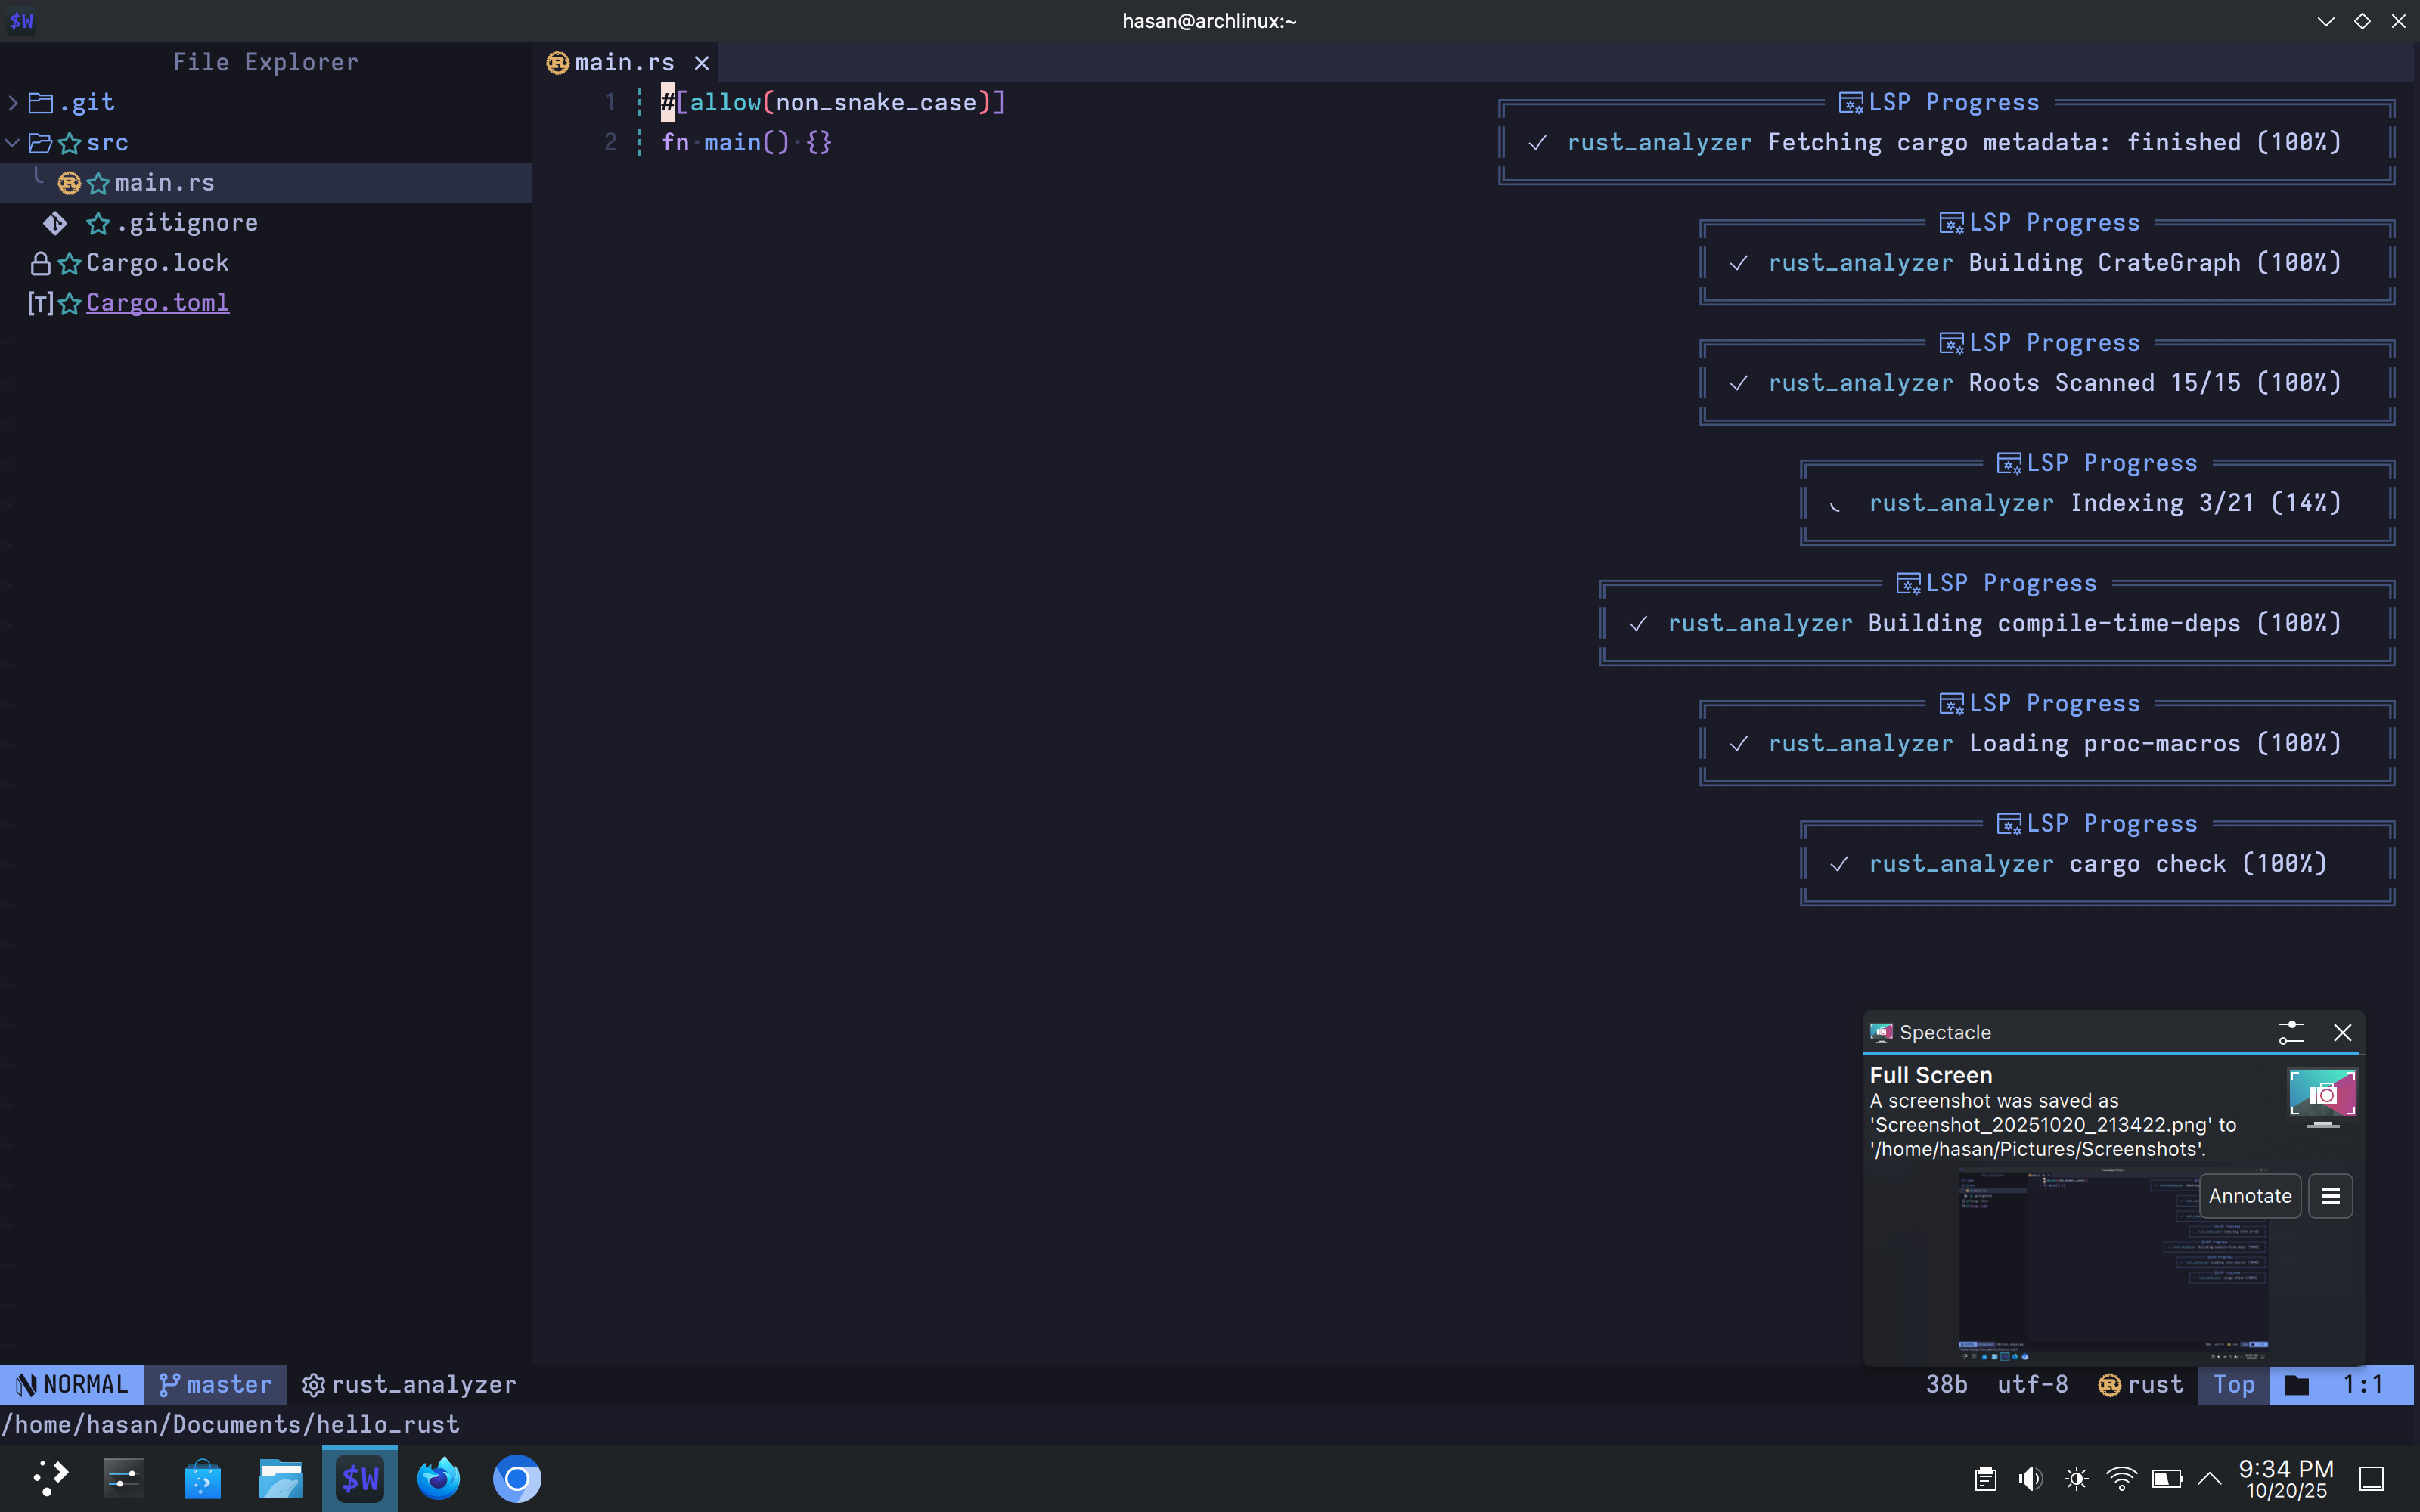 $W
hasan@archlinux:~
File Explorer
.git
src
main.rs
.gitignore
Cargo.lock
[T] Cargo.toml
main.rs
1 #[allow(non_snake_case)]
2 fn main() {}
LSP Progress
✓ rust_analyzer Fetching cargo metadata: finished (100%)
LSP Progress
✓ rust_analyzer Building CrateGraph (100%)
LSP Progress
✓ rust_analyzer Roots Scanned 15/15 (100%)
LSP Progress
rust_analyzer Indexing 3/21 (14%)
LSP Progress
✓ rust_analyzer Building compile-time-deps (100%)
LSP Progress
✓ rust_analyzer Loading proc-macros (100%)
LSP Progress
✓ rust_analyzer cargo check (100%)
Spectacle
Full Screen
A screenshot was saved as
'Screenshot_20251020_213422.png' to
'/home/hasan/Pictures/Screenshots'.
Annotate
NORMAL master rust_analyzer 38b utf-8 rust Top 1:1
/home/hasan/Documents/hello_rust
$W
9:34 PM
10/20/25